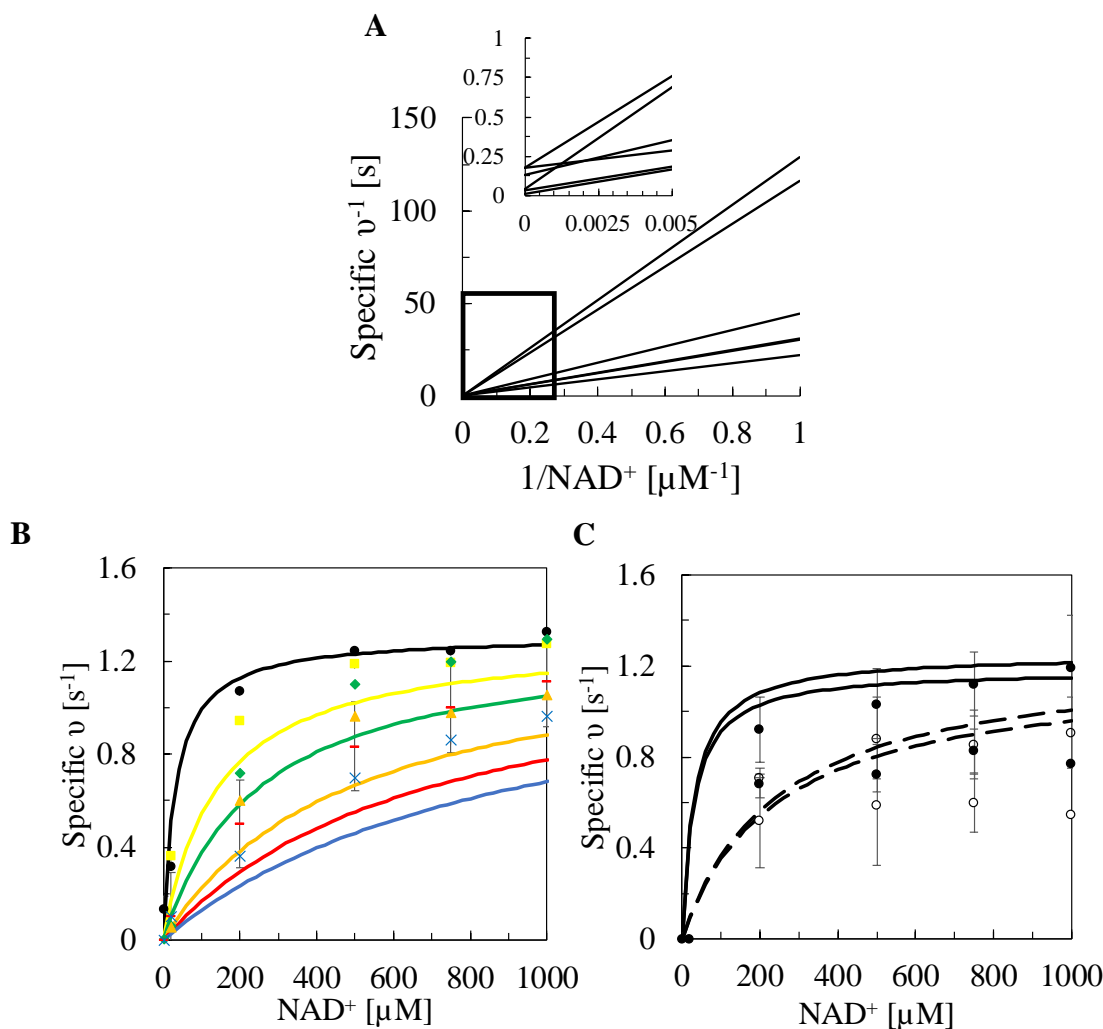 A
Specific υ⁻¹ [s]
150
100
50
0
0 0.2 0.4 0.6 0.8 1
1/NAD⁺ [µM⁻¹]
1
0.75
0.5
0.25
0
0 0.0025 0.005
B
Specific υ [s⁻¹]
1.6
1.2
0.8
0.4
0
0 200 400 600 800 1000
NAD⁺ [µM]
C
Specific υ [s⁻¹]
1.6
1.2
0.8
0.4
0
0 200 400 600 800 1000
NAD⁺ [µM]